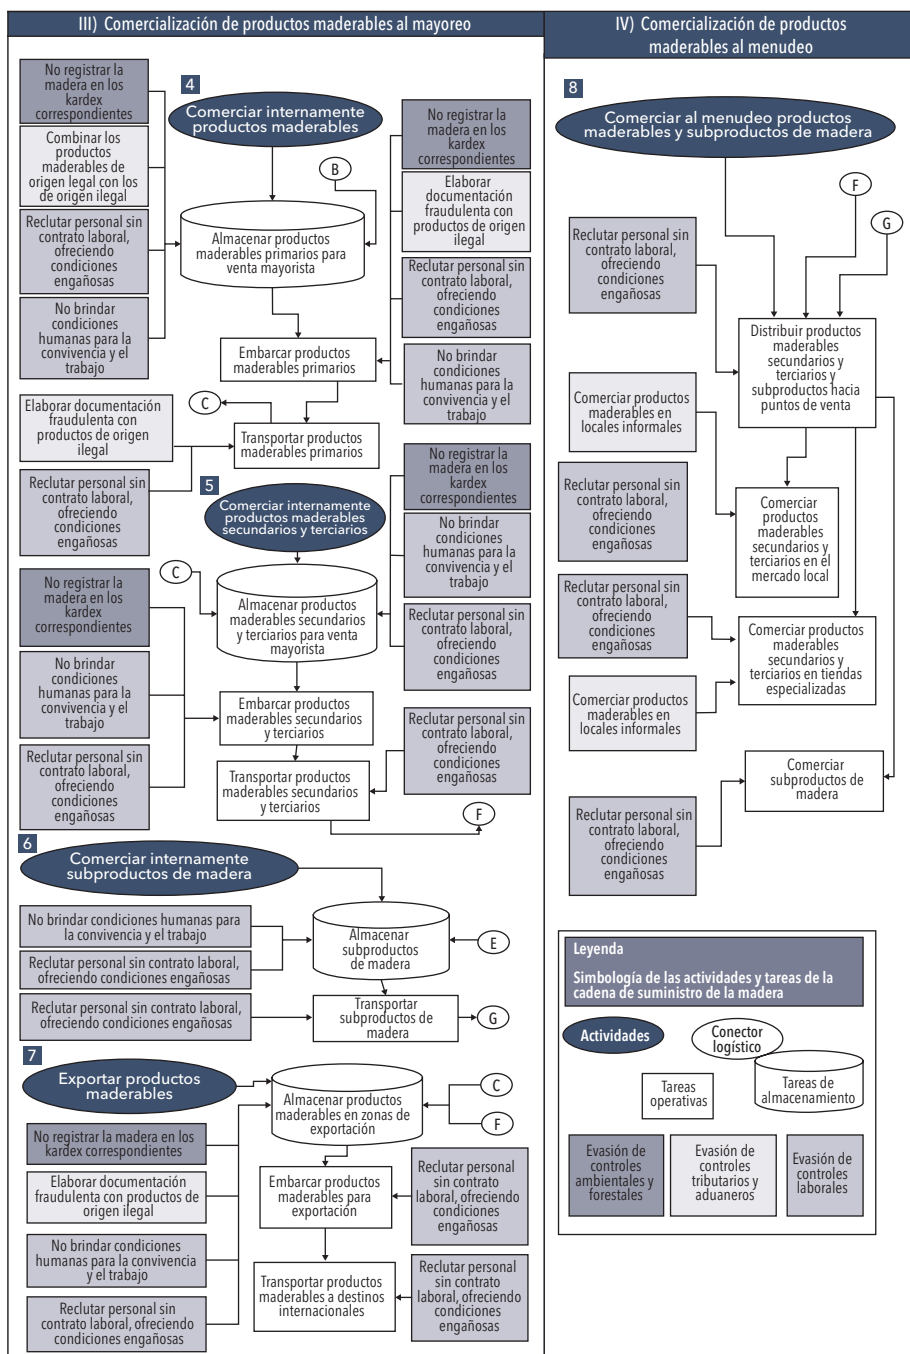 III) Comercialización de productos maderables al mayoreo
4
Comerciar internamente
productos maderables
No registrar la
madera en los
kardex
correspondientes
Combinar los
productos
maderables de
origen legal con los
de origen ilegal
Reclutar personal sin
contrato laboral,
ofreciendo
condiciones
engañosas
No brindar
condiciones
humanas para la
convivencia y el
trabajo
B
Almacenar productos
maderables primarios para
venta mayorista
No registrar la
madera en los
kardex
correspondientes
Elaborar
documentación
fraudulenta con
productos de origen
ilegal
Reclutar personal sin
contrato laboral,
ofreciendo
condiciones
engañosas
No brindar
condiciones
humanas para la
convivencia y el
trabajo
Embarcar productos
maderables primarios
C
Elaborar documentación
fraudulenta con
productos de origen
ilegal
Transportar productos
maderables primarios
Reclutar personal sin
contrato laboral,
ofreciendo
condiciones
engañosas
5
Comerciar internamente
productos maderables
secundarios y terciarios
No registrar la
madera en los
kardex
correspondientes
No brindar
condiciones
humanas para la
convivencia y el
trabajo
Reclutar personal sin
contrato laboral,
ofreciendo
condiciones
engañosas
C
Almacenar productos
maderables secundarios
y terciarios para venta
mayorista
No registrar la
madera en los
kardex
correspondientes
No brindar
condiciones
humanas para la
convivencia y el
trabajo
Reclutar personal sin
contrato laboral,
ofreciendo
condiciones
engañosas
Embarcar productos
maderables secundarios
y terciarios
Transportar productos
maderables secundarios
y terciarios
Reclutar personal sin
contrato laboral,
ofreciendo
condiciones
engañosas
F
6
Comerciar internamente
subproductos de madera
No brindar condiciones humanas para
la convivencia y el trabajo
Reclutar personal sin contrato laboral,
ofreciendo condiciones engañosas
Almacenar
subproductos
de madera
E
Reclutar personal sin contrato laboral,
ofreciendo condiciones engañosas
Transportar
subproductos de
madera
G
7
Exportar productos
maderables
Almacenar productos
maderables en zonas de
exportación
C
F
No registrar la madera en los
kardex correspondientes
Elaborar documentación
fraudulenta con productos de
origen ilegal
No brindar condiciones
humanas para la convivencia
y el trabajo
Reclutar personal sin
contrato laboral, ofreciendo
condiciones engañosas
Embarcar productos
maderables para
exportación
Reclutar personal
sin contrato
laboral, ofreciendo
condiciones
engañosas
Transportar productos
maderables a destinos
internacionales
Reclutar personal
sin contrato
laboral, ofreciendo
condiciones
engañosas
IV) Comercialización de productos
maderables al menudeo
8
Comerciar al menudeo productos
maderables y subproductos de madera
F
G
Reclutar personal sin
contrato laboral,
ofreciendo
condiciones
engañosas
Distribuir productos
maderables
secundarios y
terciarios y
subproductos hacia
puntos de venta
Comerciar productos
maderables en
locales informales
Reclutar personal sin
contrato laboral,
ofreciendo
condiciones
engañosas
Comerciar
productos
maderables
secundarios y
terciarios en el
mercado local
Reclutar personal sin
contrato laboral,
ofreciendo
condiciones
engañosas
Comerciar productos
maderables
secundarios y
terciarios en tiendas
especializadas
Comerciar productos
maderables en
locales informales
Comerciar
subproductos de
madera
Reclutar personal sin
contrato laboral,
ofreciendo
condiciones
engañosas
Leyenda
Simbología de las actividades y tareas de la
cadena de suministro de la madera
Actividades
Conector
logístico
Tareas
operativas
Tareas de
almacenamiento
Evasión de
controles
ambientales y
forestales
Evasión de
controles
tributarios y
aduaneros
Evasión de
controles
laborales